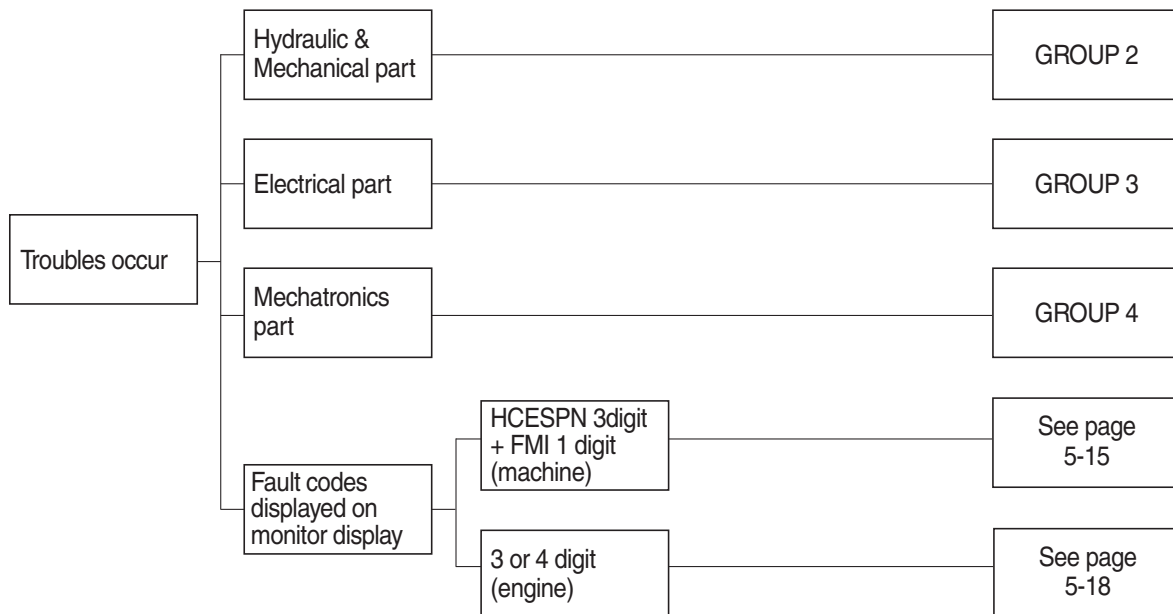 Hydraulic &
Mechanical part
GROUP 2
Electrical part
GROUP 3
Troubles occur
Mechatronics
part
GROUP 4
HCESPN 3digit
+ FMI 1 digit
(machine)
See page
5-15
Fault codes
displayed on
monitor display
3 or 4 digit
(engine)
See page
5-18